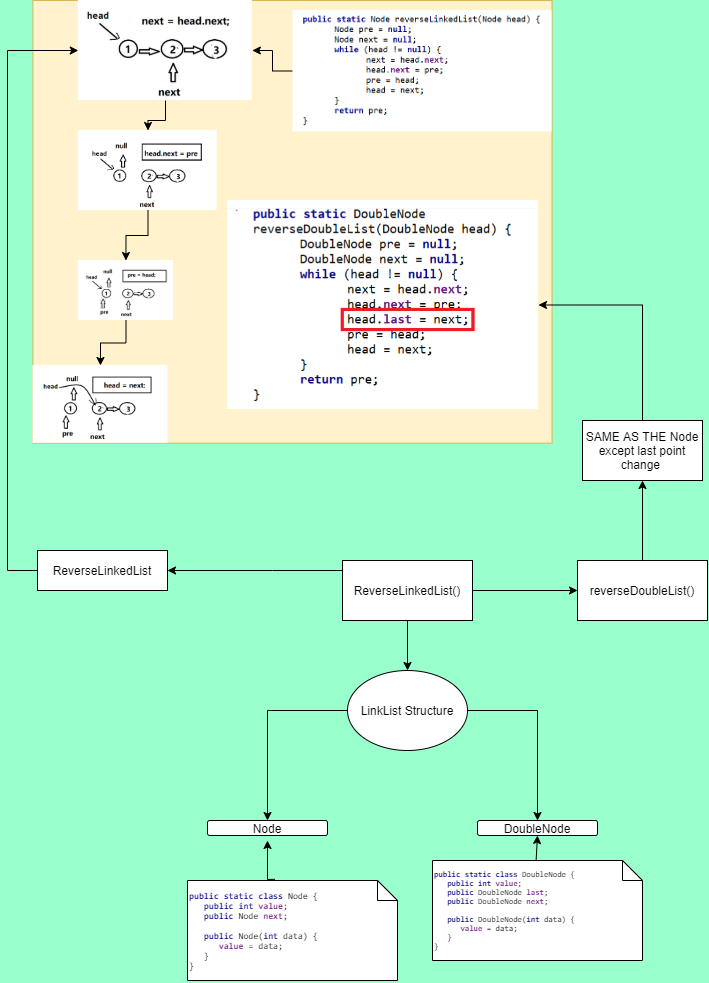 head
next = head.next;
1
2
3
next
public static Node reverseLinkedList(Node head) {
Node pre = null;
Node next = null;
while (head != null) {
next = head.next;
head.next = pre;
pre = head;
head = next;
}
return pre;
}
null
head
head.next = pre
1
2
3
next
null
head
pre = head;
1
2
3
pre
next
null
head
head = next;
1
2
3
pre
next
public static DoubleNode
reverseDoubleList(DoubleNode head) {
DoubleNode pre = null;
DoubleNode next = null;
while (head != null) {
next = head.next;
head.next = pre;
head.last = next;
pre = head;
head = next;
}
return pre;
}
SAME AS THE Node
except last point
change
ReverseLinkedList
ReverseLinkedList()
reverseDoubleList()
LinkList Structure
Node
DoubleNode
public static class Node {
public int value;
public Node next;
public Node(int data) {
value = data;
}
}
public static class DoubleNode {
public int value;
public DoubleNode last;
public DoubleNode next;
public DoubleNode(int data) {
value = data;
}
}